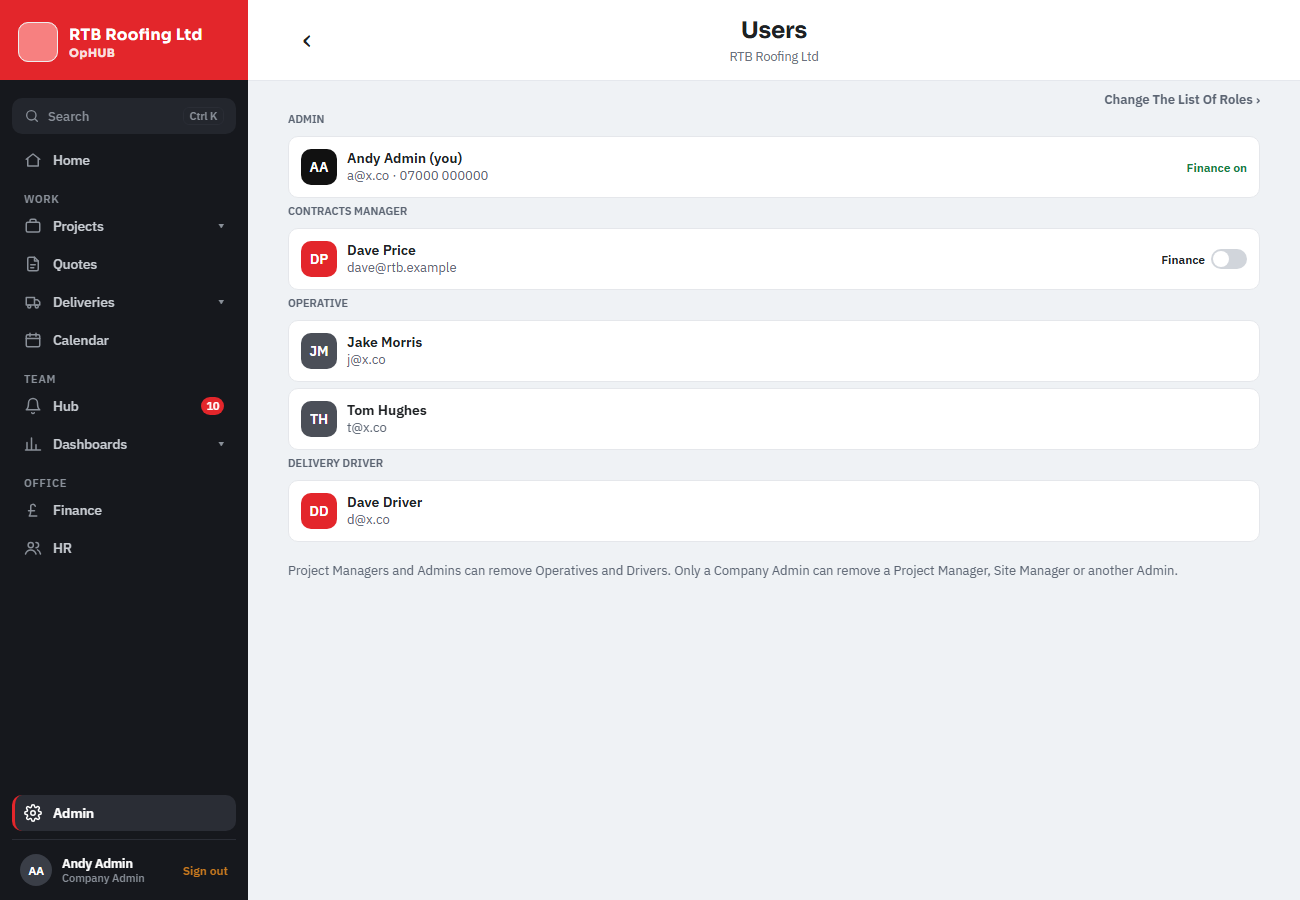 RTB Roofing Ltd
OpHUB
Search
Ctrl K
Home
WORK
Projects
Quotes
Deliveries
Calendar
TEAM
Hub
10
Dashboards
OFFICE
£
Finance
HR
Admin
AA
Andy Admin
Company Admin
Sign out
Users
RTB Roofing Ltd
Change The List Of Roles ›
ADMIN
AA
Andy Admin (you)
a@x.co · 07000 000000
Finance on
CONTRACTS MANAGER
DP
Dave Price
dave@rtb.example
Finance
OPERATIVE
JM
Jake Morris
j@x.co
TH
Tom Hughes
t@x.co
DELIVERY DRIVER
DD
Dave Driver
d@x.co
Project Managers and Admins can remove Operatives and Drivers. Only a Company Admin can remove a Project Manager, Site Manager or another Admin.